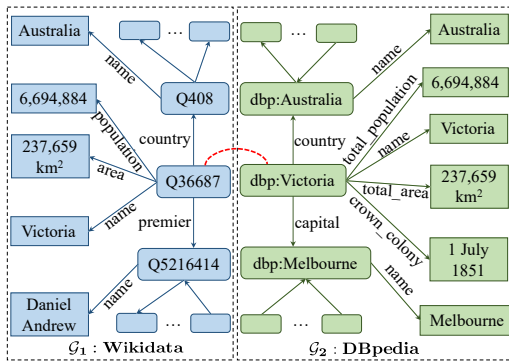 Australia
name
...
Q408
6,694,884
population
country
237,659
km²
area
Q36687
name
premier
Victoria
Q5216414
name
Daniel
Andrew
...
𝒢₁ : Wikidata
...
Australia
name
dbp:Australia
6,694,884
total_population
country
name
Victoria
dbp:Victoria
total_area
237,659
km²
capital
crown_colony
1 July
1851
dbp:Melbourne
name
Melbourne
...
𝒢₂ : DBpedia